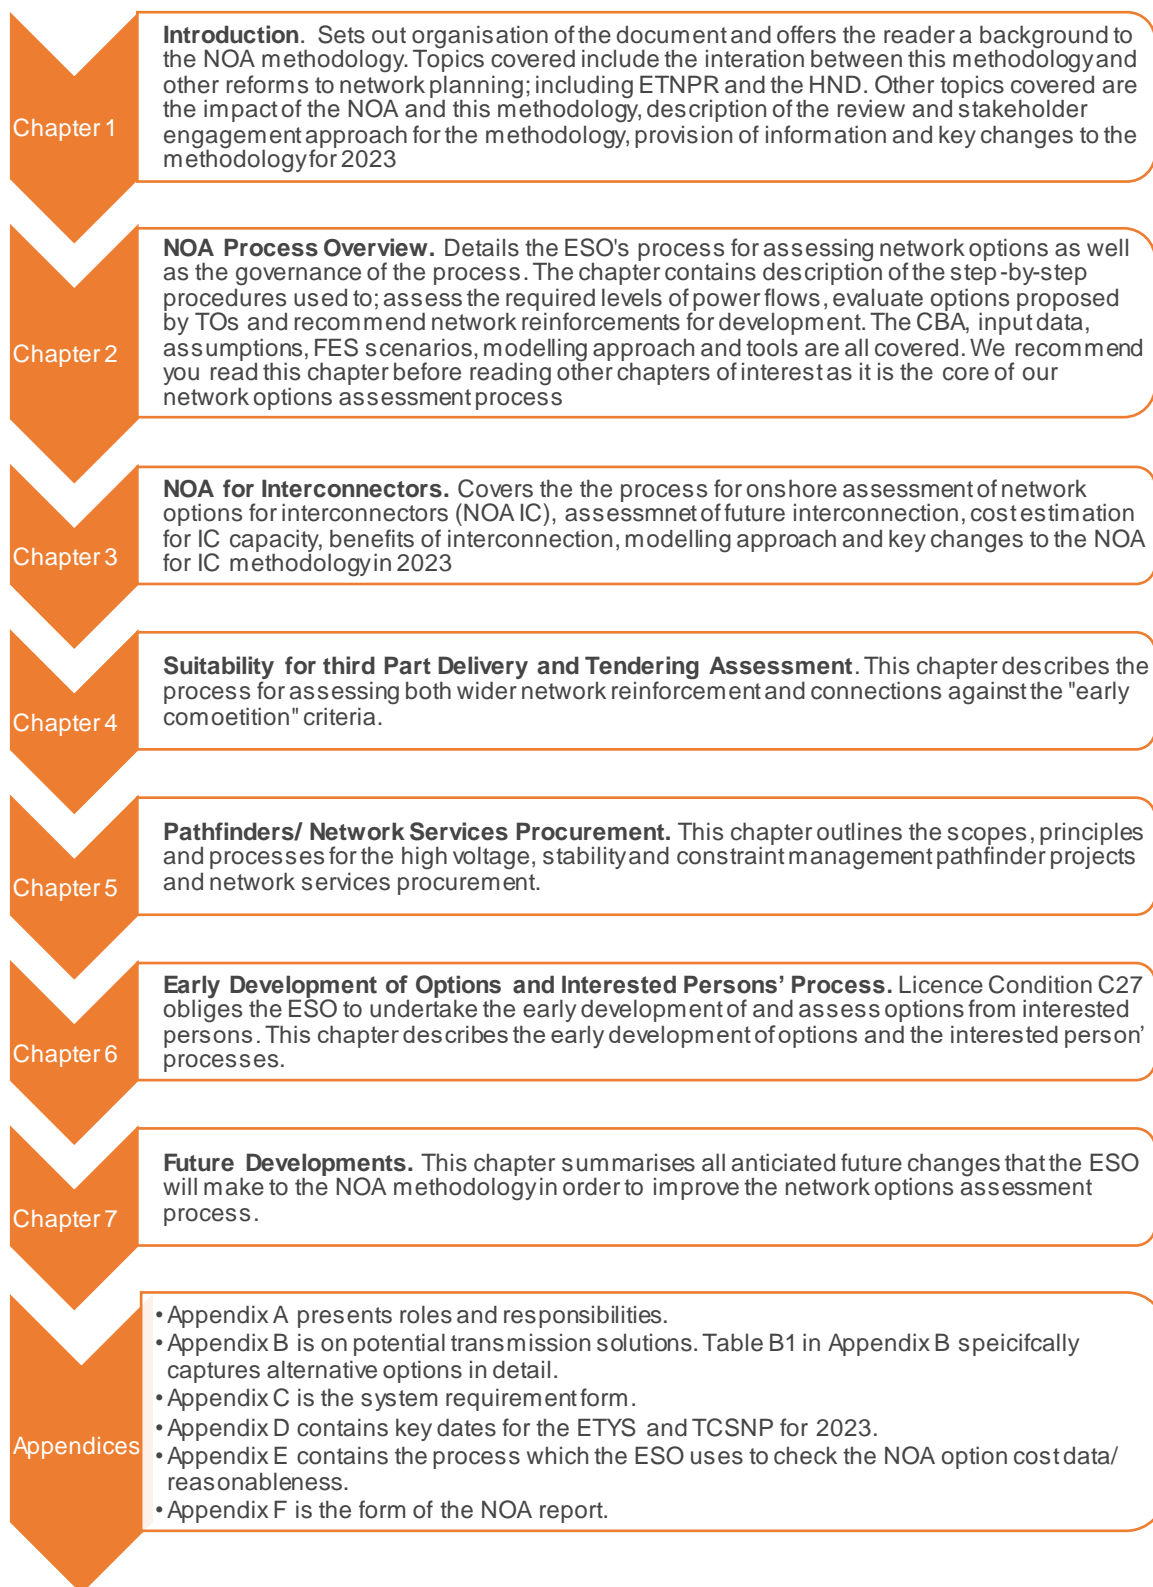 Chapter 1
Introduction. Sets out organisation of the document and offers the reader a background to
the NOA methodology. Topics covered include the interation between this methodology and
other reforms to network planning; including ETNPR and the HND. Other topics covered are
the impact of the NOA and this methodology, description of the review and stakeholder
engagement approach for the methodology, provision of information and key changes to the
methodology for 2023
Chapter 2
NOA Process Overview. Details the ESO's process for assessing network options as well
as the governance of the process. The chapter contains description of the step-by-step
procedures used to; assess the required levels of power flows, evaluate options proposed
by TOs and recommend network reinforcements for development. The CBA, input data,
assumptions, FES scenarios, modelling approach and tools are all covered. We recommend
you read this chapter before reading other chapters of interest as it is the core of our
network options assessment process
Chapter 3
NOA for Interconnectors. Covers the the process for onshore assessment of network
options for interconnectors (NOA IC), assessmnet of future interconnection, cost estimation
for IC capacity, benefits of interconnection, modelling approach and key changes to the NOA
for IC methodology in 2023
Chapter 4
Suitability for third Part Delivery and Tendering Assessment. This chapter describes the
process for assessing both wider network reinforcement and connections against the "early
comoetition" criteria.
Chapter 5
Pathfinders/ Network Services Procurement. This chapter outlines the scopes, principles
and processes for the high voltage, stability and constraint management pathfinder projects
and network services procurement.
Chapter 6
Early Development of Options and Interested Persons’ Process. Licence Condition C27
obliges the ESO to undertake the early development of and assess options from interested
persons. This chapter describes the early development of options and the interested person’
processes.
Chapter 7
Future Developments. This chapter summarises all anticiated future changes that the ESO
will make to the NOA methodology in order to improve the network options assessment
process.
Appendices
• Appendix A presents roles and responsibilities.
• Appendix B is on potential transmission solutions. Table B1 in Appendix B speicifcally
captures alternative options in detail.
• Appendix C is the system requirement form.
• Appendix D contains key dates for the ETYS and TCSNP for 2023.
• Appendix E contains the process which the ESO uses to check the NOA option cost data/
reasonableness.
• Appendix F is the form of the NOA report.